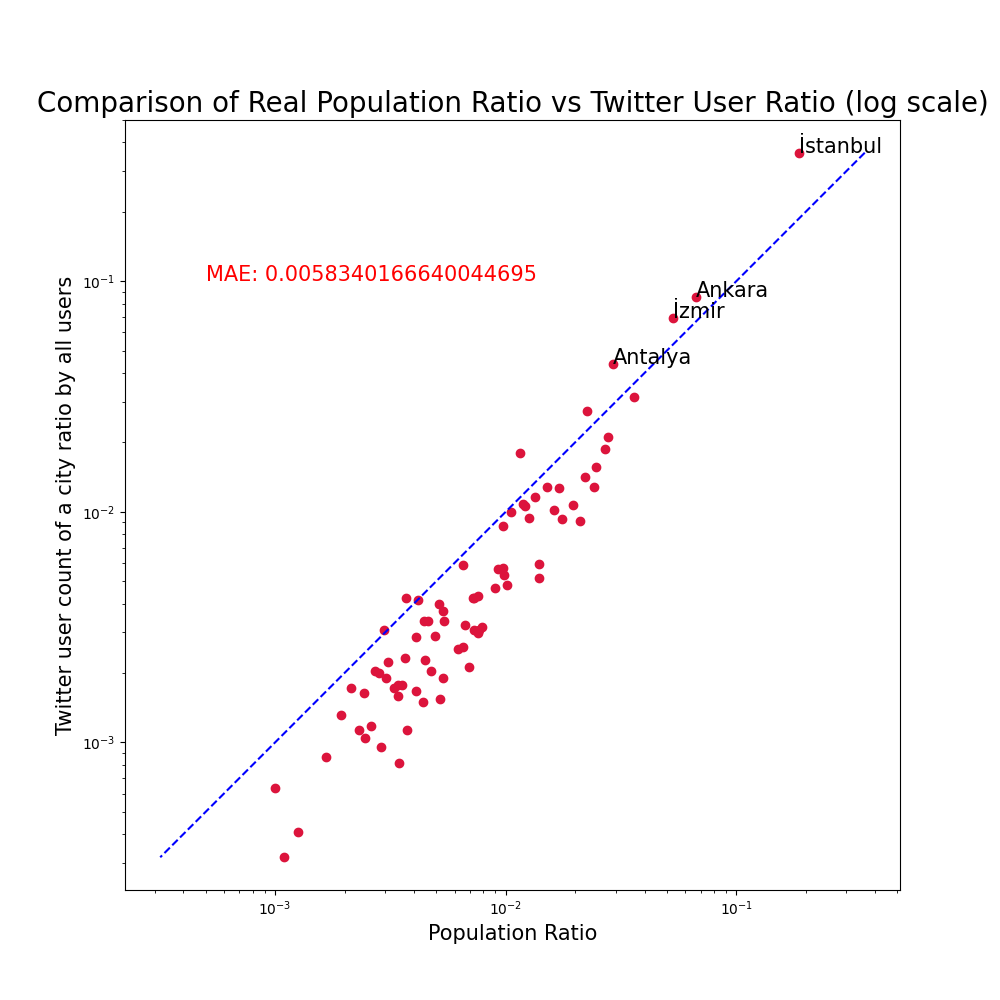 Comparison of Real Population Ratio vs Twitter User Ratio (log scale)
İstanbul
MAE: 0.0058340166640044695
10⁻¹
Ankara
İzmir
Antalya
Twitter user count of a city ratio by all users
10⁻²
10⁻³
10⁻³ 10⁻² 10⁻¹
Population Ratio